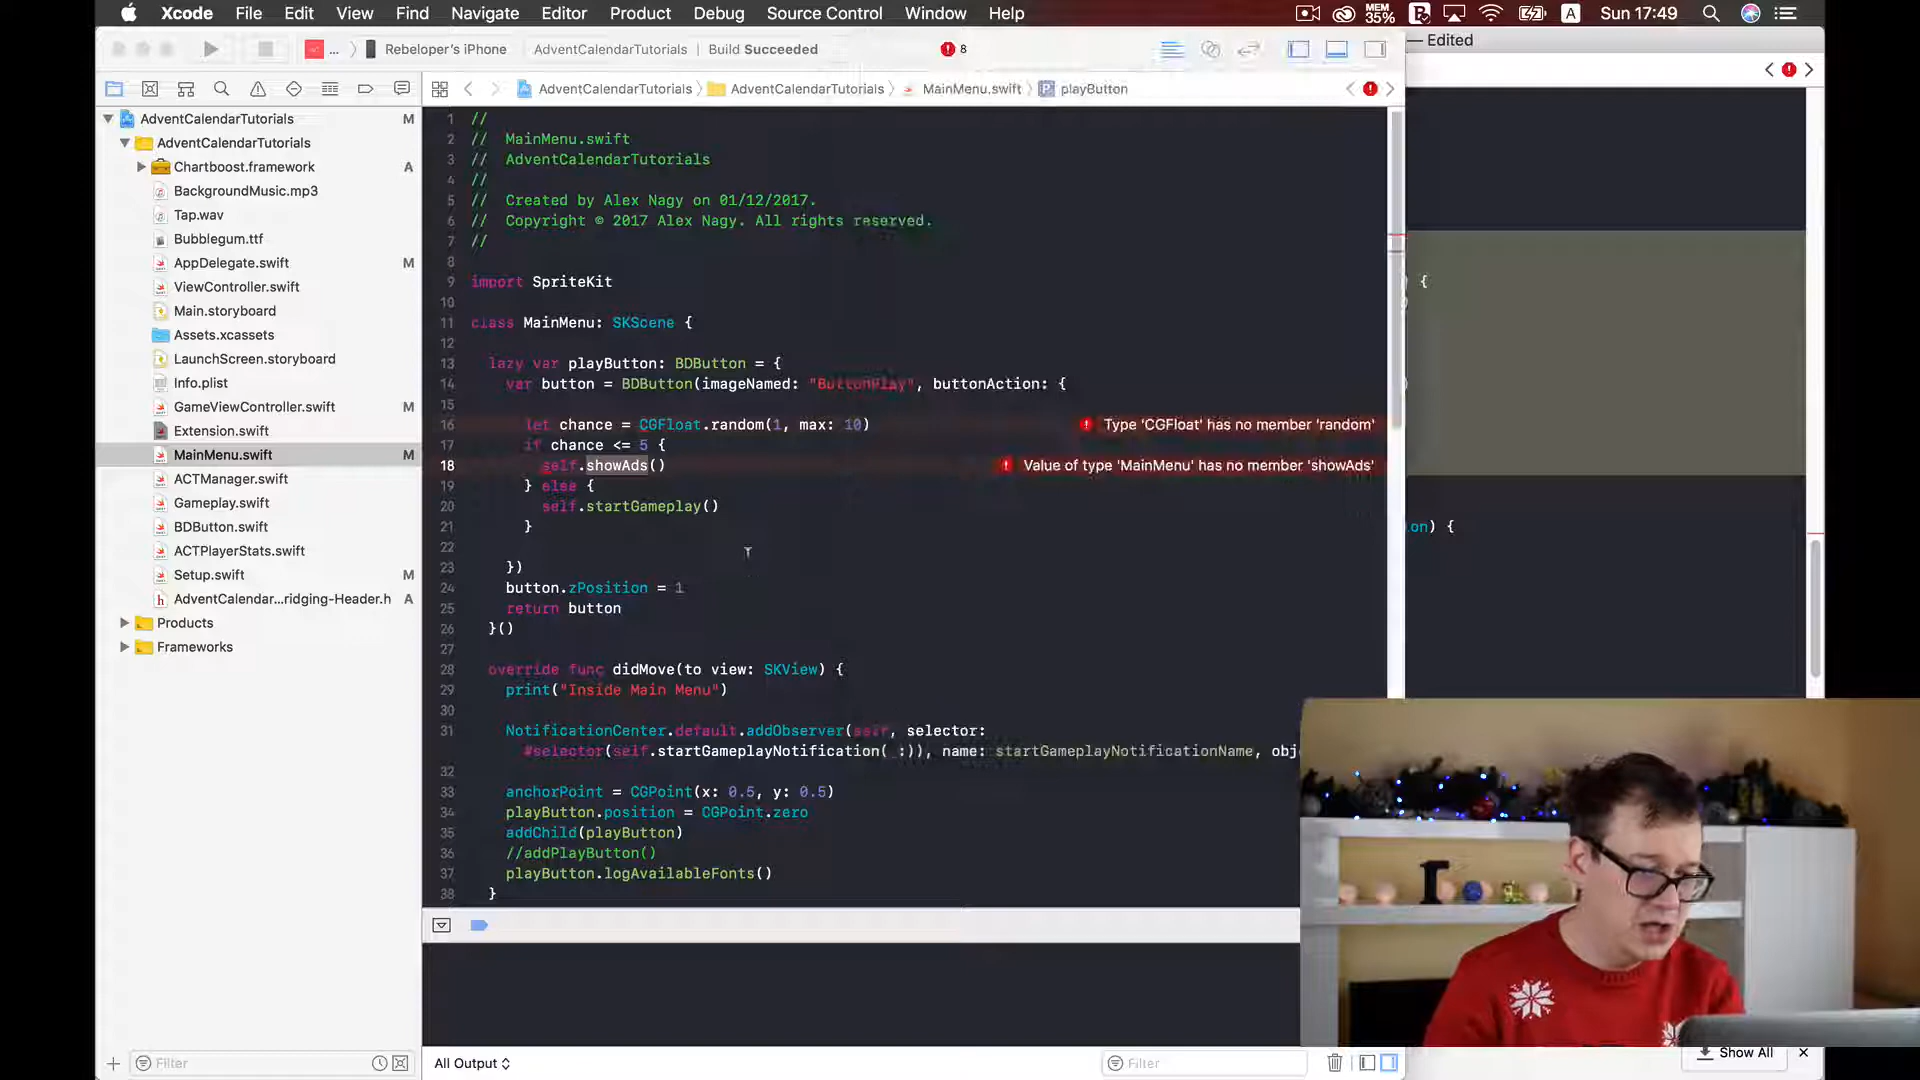 Xcode File Edit View Find Navigate Editor Product Debug Source Control Window Help MEM 35% A Sun 17:49
... Rebeloper's iPhone AdventCalendarTutorials Build Succeeded 8 — Edited
AdventCalendarTutorials AdventCalendarTutorials MainMenu.swift playButton
AdventCalendarTutorials M
AdventCalendarTutorials
Chartboost.framework A
BackgroundMusic.mp3
Tap.wav
Bubblegum.ttf
AppDelegate.swift M
ViewController.swift
Main.storyboard
Assets.xcassets
LaunchScreen.storyboard
Info.plist
GameViewController.swift M
Extension.swift
MainMenu.swift M
ACTManager.swift
Gameplay.swift
BDButton.swift
ACTPlayerStats.swift
Setup.swift M
AdventCalendar...ridging-Header.h A
Products
Frameworks
1 //
2 // MainMenu.swift
3 // AdventCalendarTutorials
4 //
5 // Created by Alex Nagy on 01/12/2017.
6 // Copyright © 2017 Alex Nagy. All rights reserved.
7 //
8
9 import SpriteKit
10
11 class MainMenu: SKScene {
12
13 lazy var playButton: BDButton = {
14 var button = BDButton(imageNamed: "ButtonPlay", buttonAction: {
15
16 let chance = CGFloat.random(1, max: 10) Type 'CGFloat' has no member 'random'
17 if chance <= 5 {
18 self.showAds() Value of type 'MainMenu' has no member 'showAds'
19 } else {
20 self.startGameplay()
21 }
22
23 })
24 button.zPosition = 1
25 return button
26 }()
27
28 override func didMove(to view: SKView) {
29 print("Inside Main Menu")
30
31 NotificationCenter.default.addObserver(self, selector:
#selector(self.startGameplayNotification(_:)), name: startGameplayNotificationName, obj
32
33 anchorPoint = CGPoint(x: 0.5, y: 0.5)
34 playButton.position = CGPoint.zero
35 addChild(playButton)
36 //addPlayButton()
37 playButton.logAvailableFonts()
38 }
{
on) {
Filter
All Output
Filter
Show All